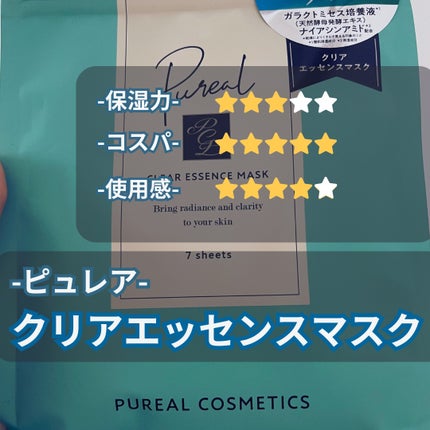 ガラクトミセス培養液
(天然酵母発酵エキス)
ナイアシンアミド配合
クリア
エッセンスマスク
Pureal
-保湿力- ★★★★★
-コスパ- ★★★★★
-使用感- ★★★★★
CLEAR ESSENCE MASK
Bring radiance and clarity
to your skin
7 sheets
-ピュレア-
クリアエッセンスマスク
PUREAL COSMETICS